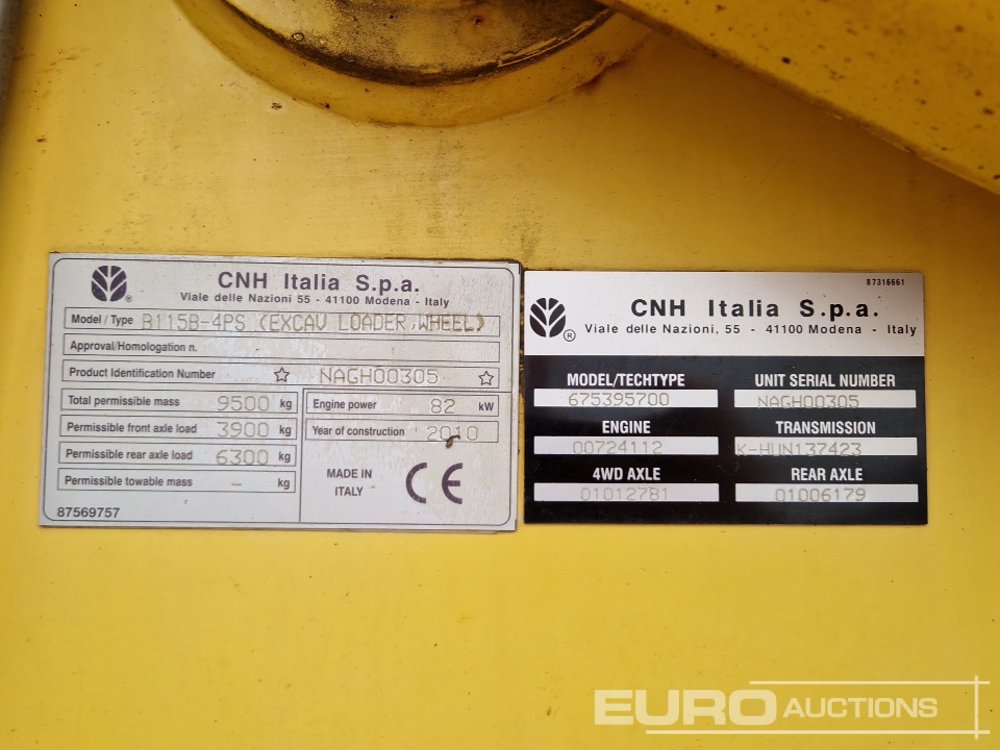 CNH Italia S.p.a.
Viale delle Nazioni 55 - 41100 Modena - Italy
Model / Type B115B-4PS (EXCAV LOADER,WHEEL)
Approval/Homologation n.
Product Identification Number ☆ NAGH00305 ☆
Total permissible mass 9500 kg
Permissible front axle load 3900 kg
Permissible rear axle load 6300 kg
Permissible towable mass - kg
Engine power 82 kW
Year of construction 2010
MADE IN
ITALY
CE
87569757
87316661
CNH Italia S.p.a.
Viale delle Nazioni, 55 - 41100 Modena - Italy
®
®
MODEL/TECHTYPE UNIT SERIAL NUMBER
675395700 NAGH00305
ENGINE TRANSMISSION
00724112 K-HUN137423
4WD AXLE REAR AXLE
01012781 01006179
EURO AUCTIONS